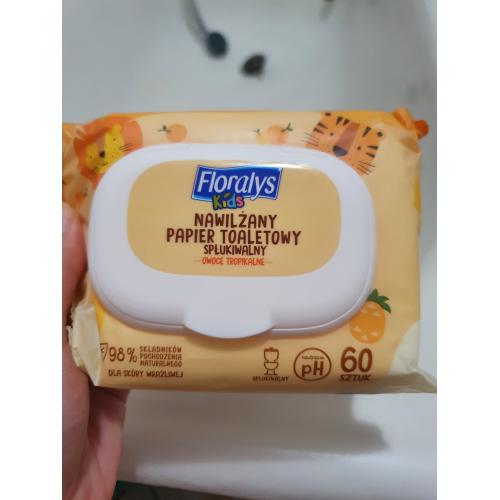 Floralys
Kids
NAWILŻANY
PAPIER TOALETOWY
SPŁUKIWALNY
OWOCE TROPIKALNE
98% SKŁADNIKÓW
POCHODZENIA
NATURALNEGO
DLA SKÓRY WRAŻLIWEJ
SPŁUKIWALNY
Neutralne
pH
60
SZTUK